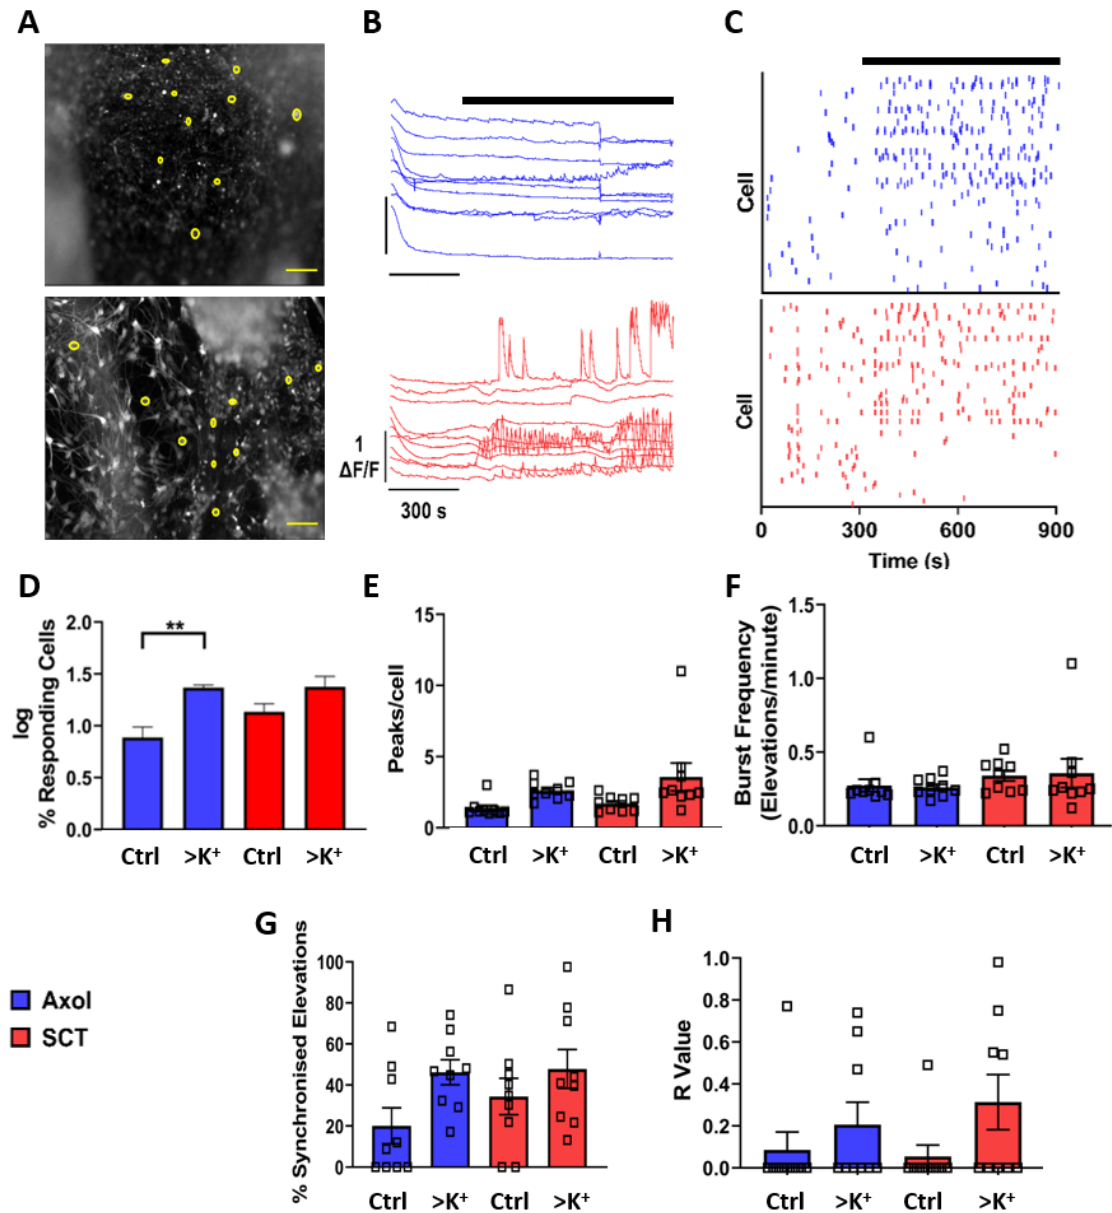 A
B
C
Cell
Cell
1
ΔF/F
300 s
0
300
600
900
Time (s)
D
log
% Responding Cells
2.0
1.5
1.0
0.5
0.0
**
Ctrl
>K⁺
Ctrl
>K⁺
E
Peaks/cell
15
10
5
0
Ctrl
>K⁺
Ctrl
>K⁺
F
Burst Frequency
(Elevations/minute)
1.5
1.0
0.5
0.0
Ctrl
>K⁺
Ctrl
>K⁺
Axol
SCT
G
% Synchronised Elevations
100
80
60
40
20
0
Ctrl
>K⁺
Ctrl
>K⁺
H
R Value
1.0
0.8
0.6
0.4
0.2
0.0
Ctrl
>K⁺
Ctrl
>K⁺